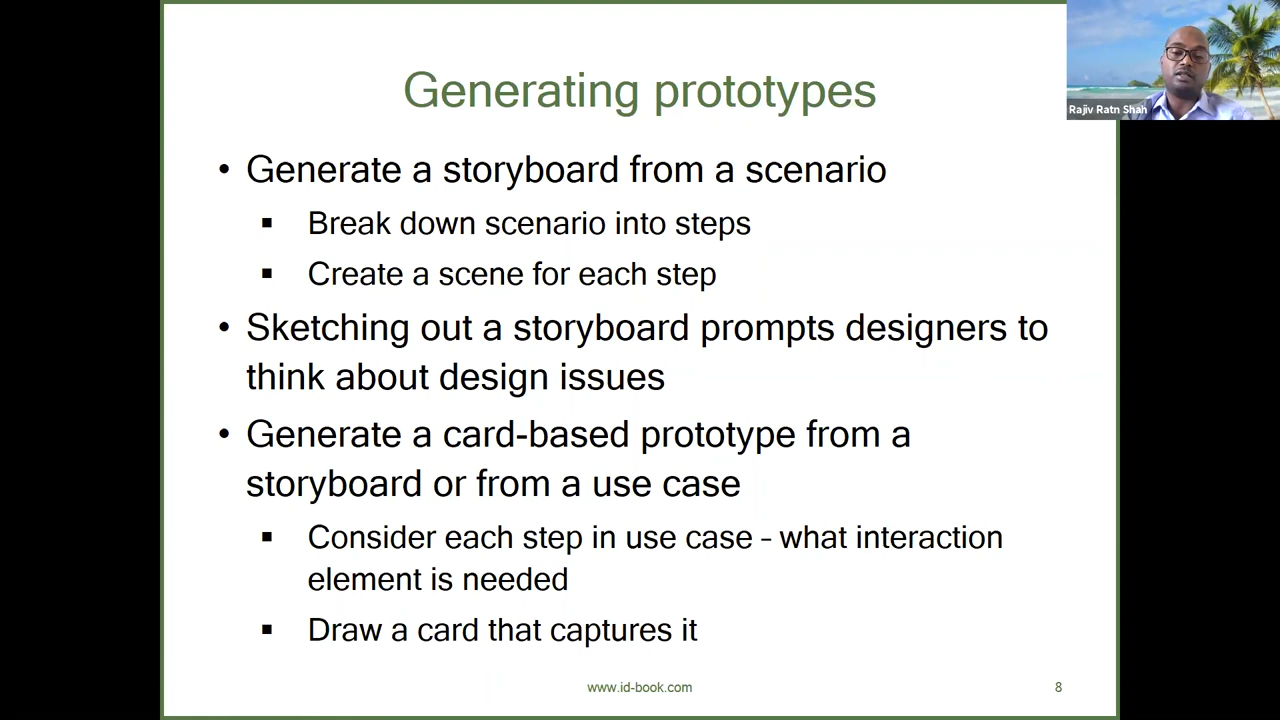 Generating prototypes
Rajiv Ratn Shah
• Generate a storyboard from a scenario
▪ Break down scenario into steps
▪ Create a scene for each step
• Sketching out a storyboard prompts designers to
think about design issues
• Generate a card-based prototype from a
storyboard or from a use case
▪ Consider each step in use case – what interaction
element is needed
▪ Draw a card that captures it
www.id-book.com
8